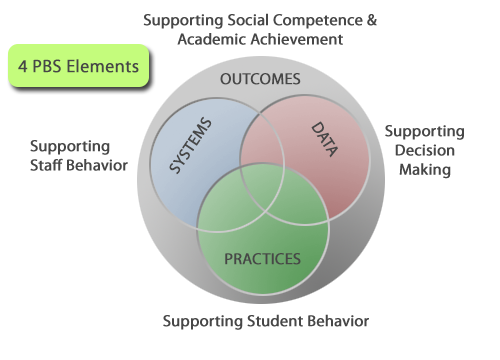 Supporting Social Competence &
Academic Achievement
4 PBS Elements
OUTCOMES
Supporting
Staff Behavior
SYSTEMS
DATA
Supporting
Decision
Making
PRACTICES
Supporting Student Behavior